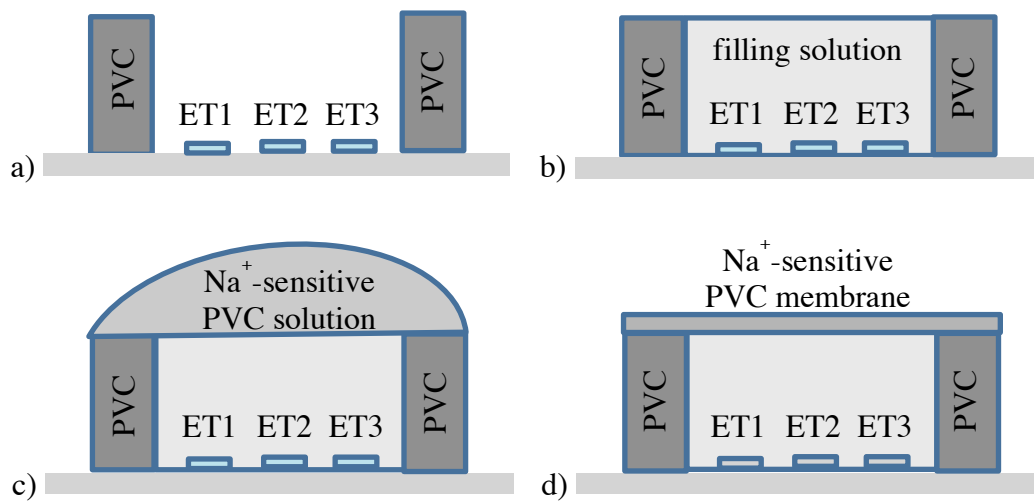 PVC
ET1 ET2 ET3
PVC
a)
filling solution
PVC
ET1 ET2 ET3
PVC
b)
Na⁺-sensitive
PVC solution
PVC
ET1 ET2 ET3
PVC
c)
Na⁺-sensitive
PVC membrane
PVC
ET1 ET2 ET3
PVC
d)